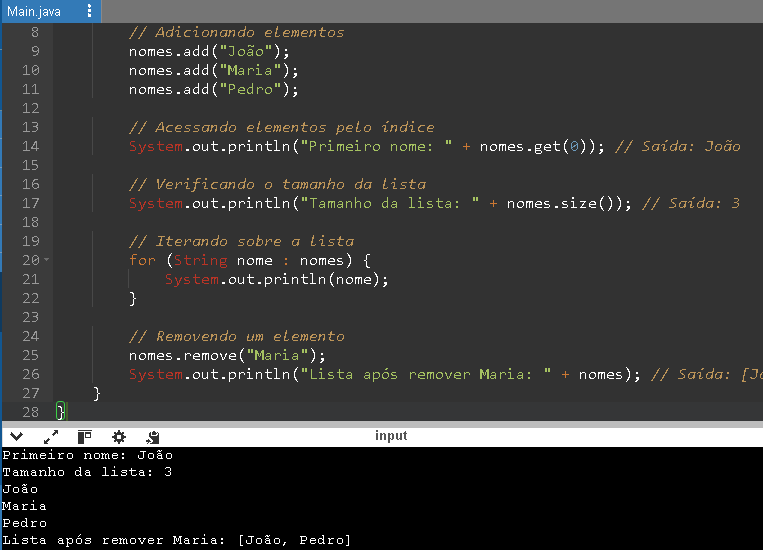 Main.java
8 // Adicionando elementos
9 nomes.add("João");
10 nomes.add("Maria");
11 nomes.add("Pedro");
12
13 // Acessando elementos pelo índice
14 System.out.println("Primeiro nome: " + nomes.get(0)); // Saída: João
15
16 // Verificando o tamanho da lista
17 System.out.println("Tamanho da lista: " + nomes.size()); // Saída: 3
18
19 // Iterando sobre a lista
20 for (String nome : nomes) {
21 System.out.println(nome);
22 }
23
24 // Removendo um elemento
25 nomes.remove("Maria");
26 System.out.println("Lista após remover Maria: " + nomes); // Saída: [Jo
27 }
28 }
input
Primeiro nome: João
Tamanho da lista: 3
João
Maria
Pedro
Lista após remover Maria: [João, Pedro]